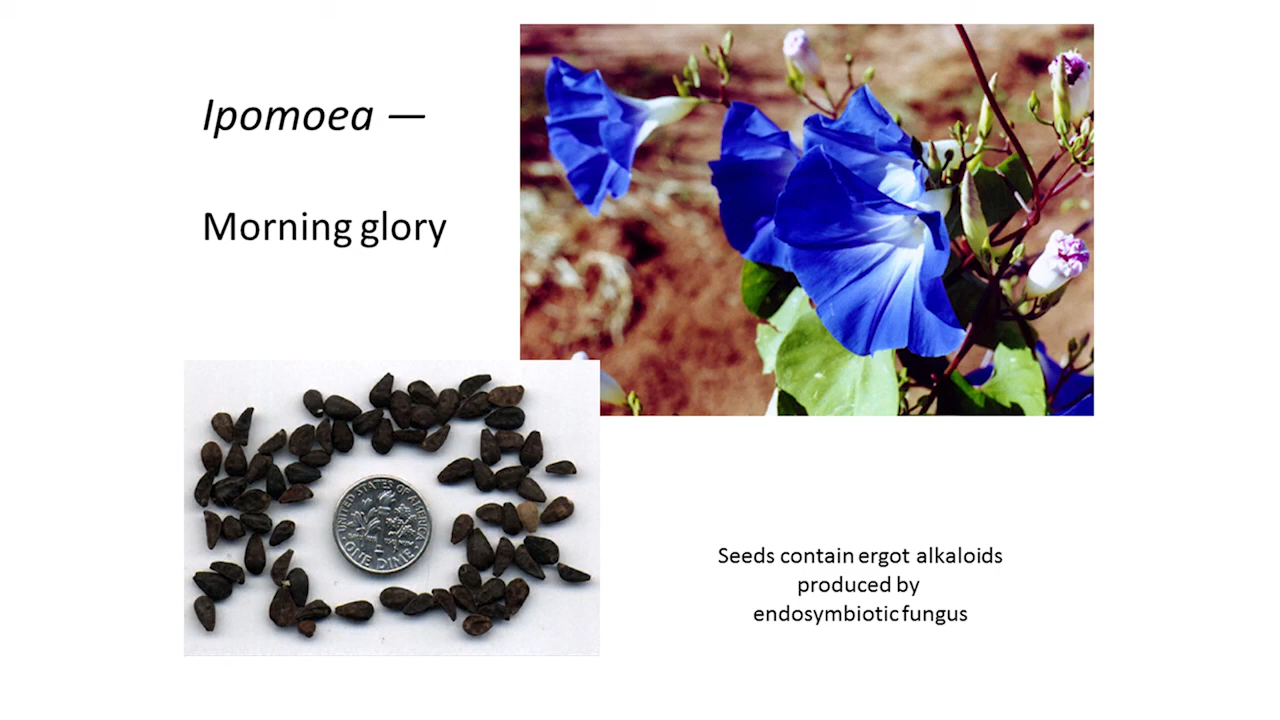 Ipomoea —
Morning glory
UNITED STATES OF AMERICA
ONE DIME
Seeds contain ergot alkaloids
produced by
endosymbiotic fungus